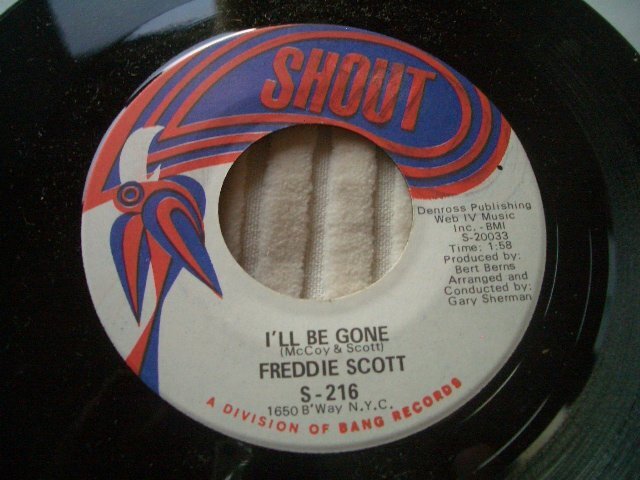 SHOUT
Denross Publishing
Web IV Music
Inc. - BMI
S-20033
Time: 1:58
Produced by:
Bert Berns
Arranged and
Conducted by:
Gary Sherman
I'LL BE GONE
(McCoy & Scott)
FREDDIE SCOTT
S-216
1650 B'Way N.Y.C.
A DIVISION OF BANG RECORDS